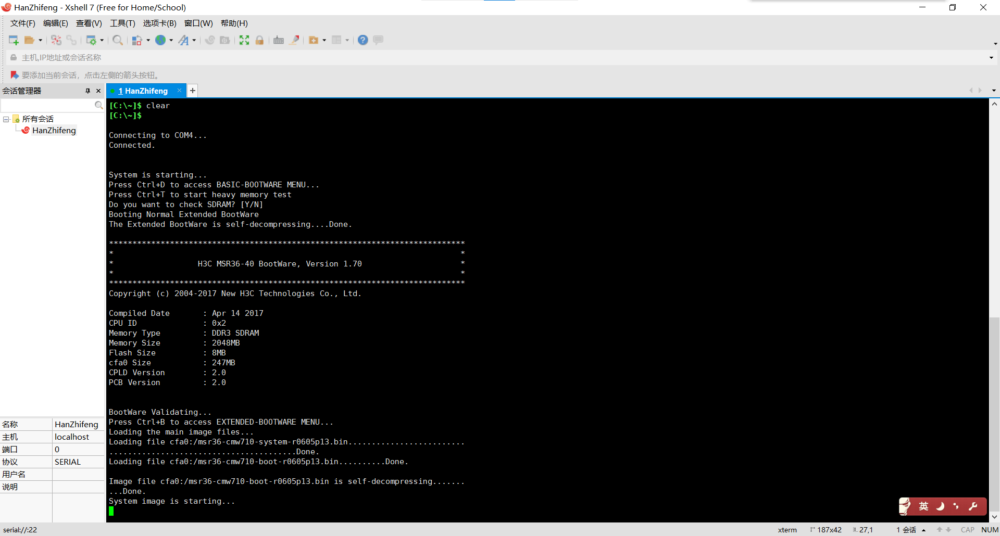 HanZhifeng - Xshell 7 (Free for Home/School)
文件(F) 编辑(E) 查看(V) 工具(T) 选项卡(B) 窗口(W) 帮助(H)
主机,IP地址或会话名称
要添加当前会话，点击左侧的箭头按钮。
会话管理器
1 HanZhifeng
所有会话
HanZhifeng
[C:\~]$ clear
[C:\~]$
Connecting to COM4...
Connected.
System is starting...
Press Ctrl+D to access BASIC-BOOTWARE MENU...
Press Ctrl+T to start heavy memory test
Do you want to check SDRAM? [Y/N]
Booting Normal Extended BootWare
The Extended BootWare is self-decompressing....Done.
****************************************************************************
*                                                                          *
*                  H3C MSR36-40 BootWare, Version 1.70                     *
*                                                                          *
****************************************************************************
Copyright (c) 2004-2017 New H3C Technologies Co., Ltd.
Compiled Date       : Apr 14 2017
CPU ID              : 0x2
Memory Type         : DDR3 SDRAM
Memory Size         : 2048MB
Flash Size          : 8MB
cfa0 Size           : 247MB
CPLD Version        : 2.0
PCB Version         : 2.0
BootWare Validating...
Press Ctrl+B to access EXTENDED-BOOTWARE MENU...
Loading the main image files...
Loading file cfa0:/msr36-cmw710-system-r0605p13.bin.........................
........................................Done.
Loading file cfa0:/msr36-cmw710-boot-r0605p13.bin..........Done.
Image file cfa0:/msr36-cmw710-boot-r0605p13.bin is self-decompressing.......
...Done.
System image is starting...
名称 HanZhifeng
主机 localhost
端口 0
协议 SERIAL
用户名
说明
英
serial://:22 xterm 187x42 27,1 1 会话 CAP NUM